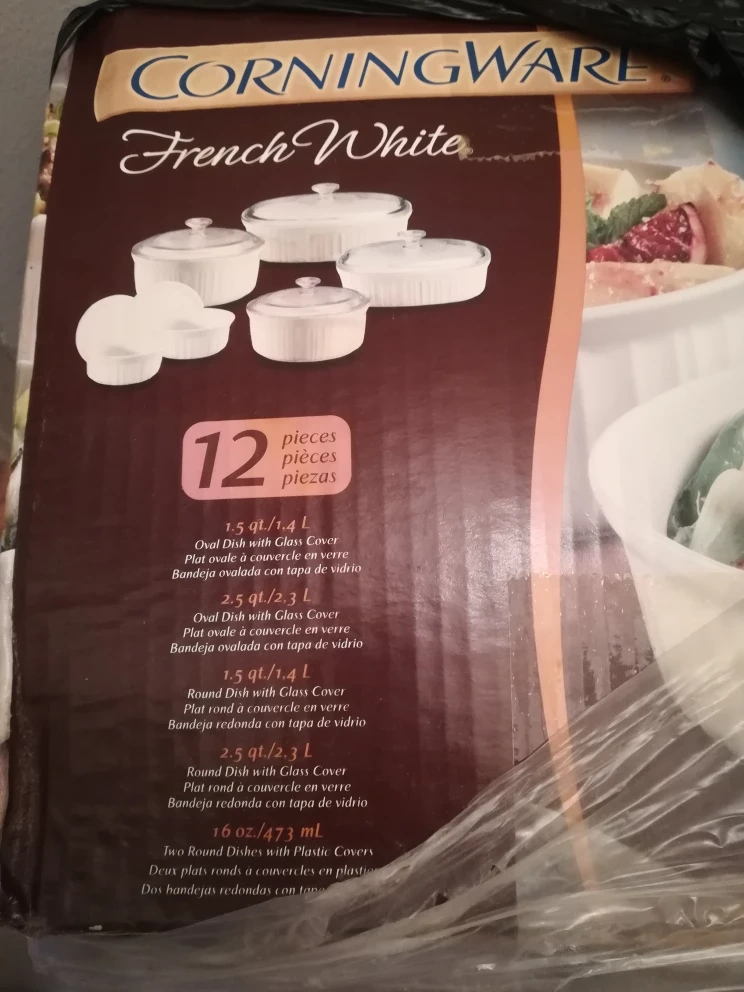 CORNINGWARE®
French White®
12 pieces
pièces
piezas
1.5 qt./1,4 L
Oval Dish with Glass Cover
Plat ovale à couvercle en verre
Bandeja ovalada con tapa de vidrio
2.5 qt./2,3 L
Oval Dish with Glass Cover
Plat ovale à couvercle en verre
Bandeja ovalada con tapa de vidrio
1.5 qt./1,4 L
Round Dish with Glass Cover
Plat rond à couvercle en verre
Bandeja redonda con tapa de vidrio
2.5 qt./2,3 L
Round Dish with Glass Cover
Plat rond à couvercle en verre
Bandeja redonda con tapa de vidrio
16 oz./473 mL
Two Round Dishes with Plastic Covers
Deux plats ronds à couvercles en
Dos bandejas redondas con